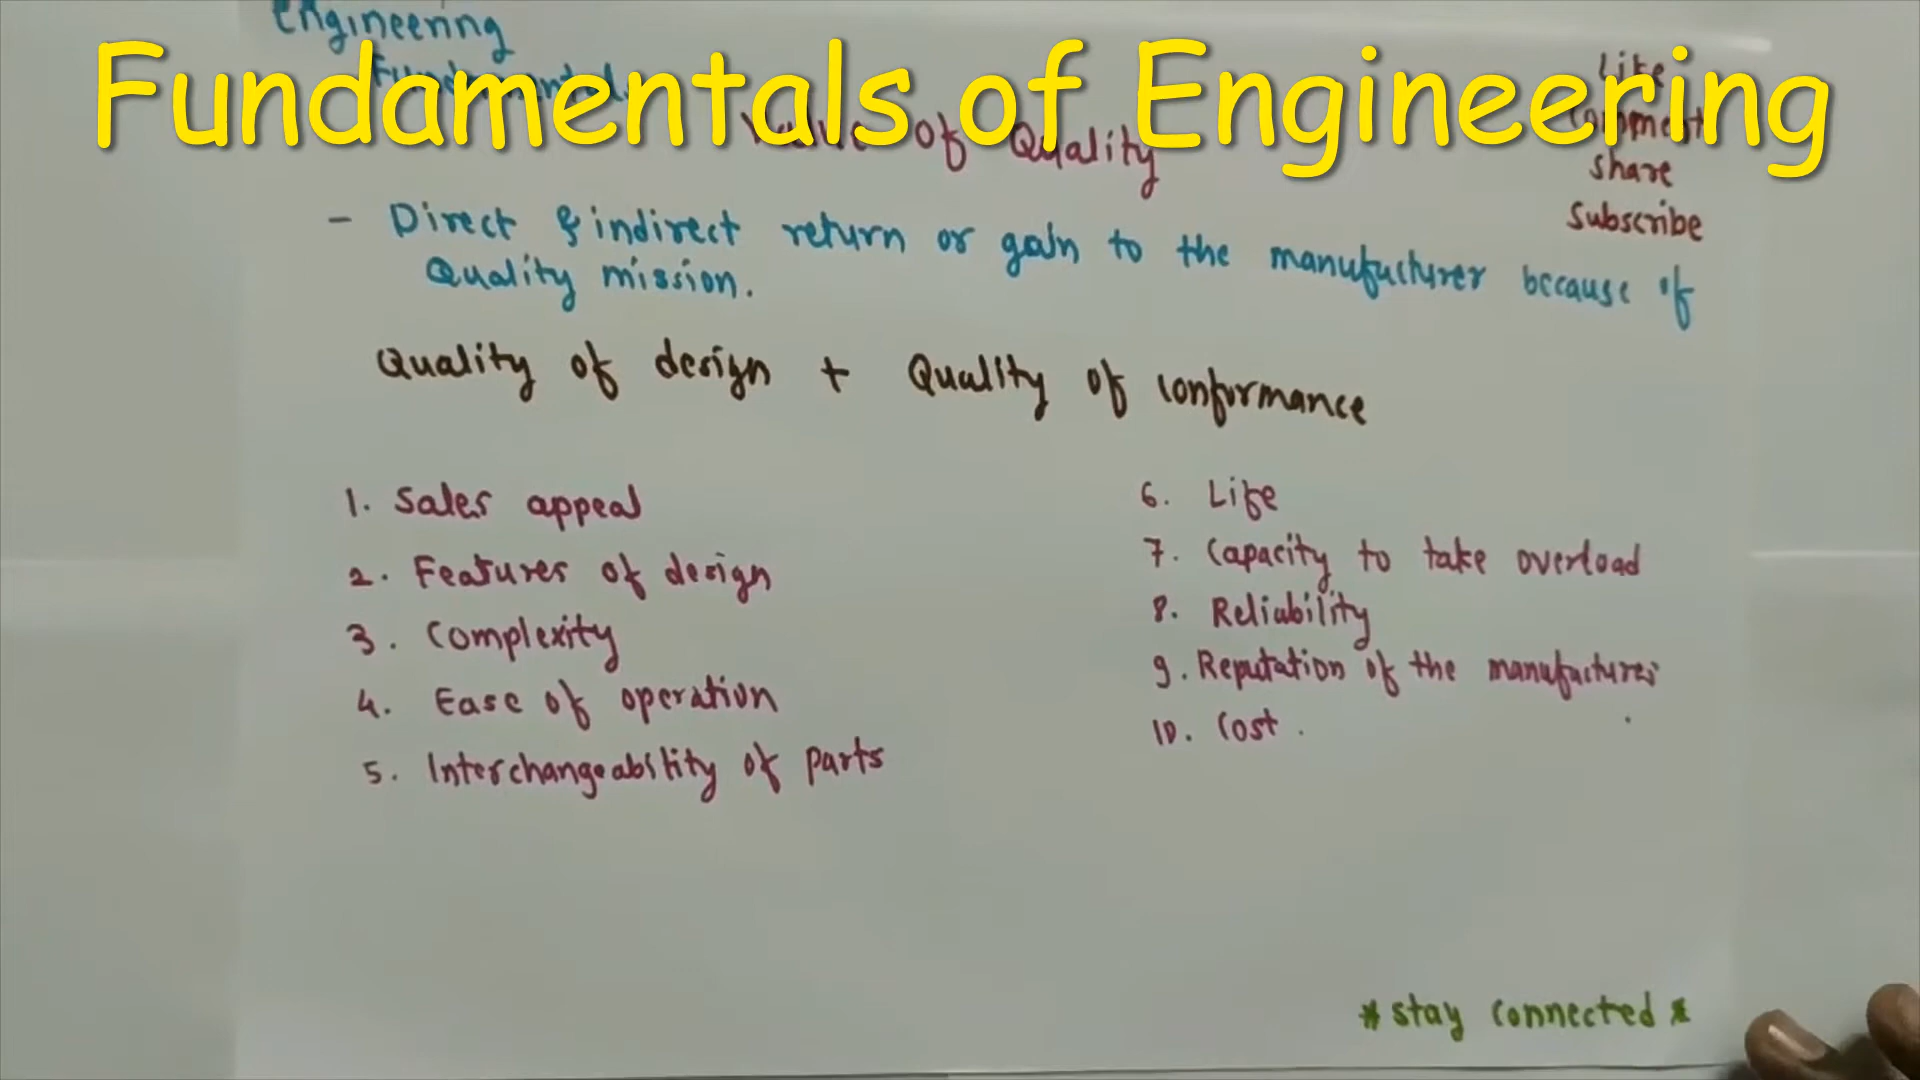 Engineering
Fundamentals
Fundamentals of Engineering
Value of Quality
Like
Comment
Share
Subscribe
- Direct & indirect return or gain to the manufacturer because of
Quality mission.
Quality of design + Quality of conformance
1. Sales appeal
2. Features of design
3. Complexity
4. Ease of operation
5. Interchangeability of parts
6. Life
7. Capacity to take overload
8. Reliability
9. Reputation of the manufacturer
10. Cost.
* stay connected *